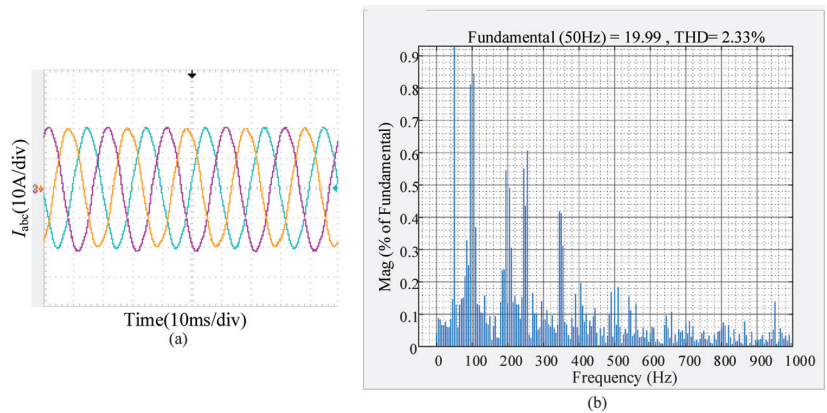 I_abc(10A/div)
Time(10ms/div)
(a)
Fundamental (50Hz) = 19.99 , THD= 2.33%
Mag (% of Fundamental)
0.9
0.8
0.7
0.6
0.5
0.4
0.3
0.2
0.1
0
0 100 200 300 400 500 600 700 800 900 1000
Frequency (Hz)
(b)